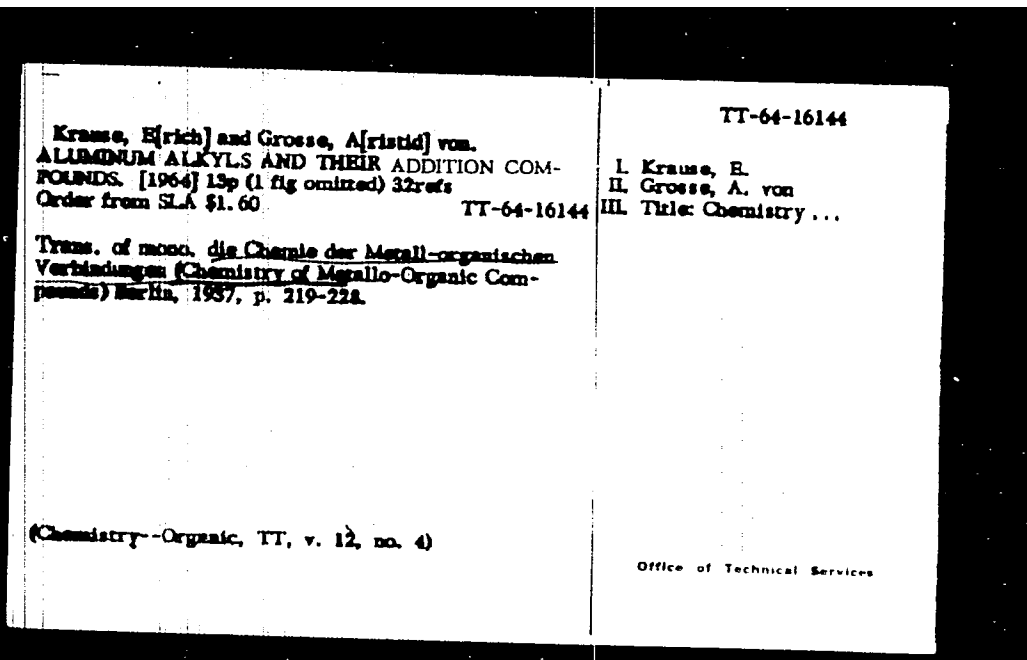 Krause, E[rich] and Grosse, A[ristid] von.
ALUMINUM ALKYLS AND THEIR ADDITION COM-
POUNDS. [1964] 13p (1 fig omitted) 32refs
Order from SLA $1.60 TT-64-16144
Trans. of mono. die Chemie der Metall-organischen
Verbindungen (Chemistry of Metallo-Organic Com-
pounds) Berlin, 1937, p. 219-228.
(Chemistry--Organic, TT, v. 12, no. 4)
TT-64-16144
I. Krause, E.
II. Grosse, A. von
III. Title: Chemistry ...
Office of Technical Services